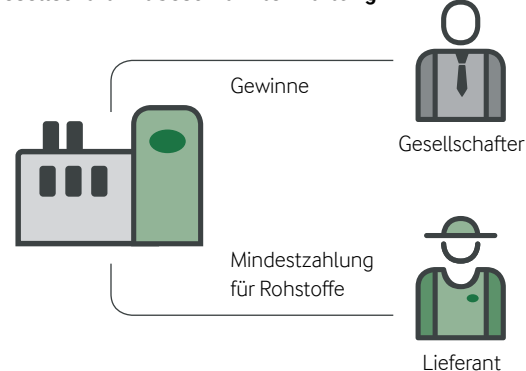 Gewinne
Gesellschafter
Mindestzahlung
für Rohstoffe
Lieferant